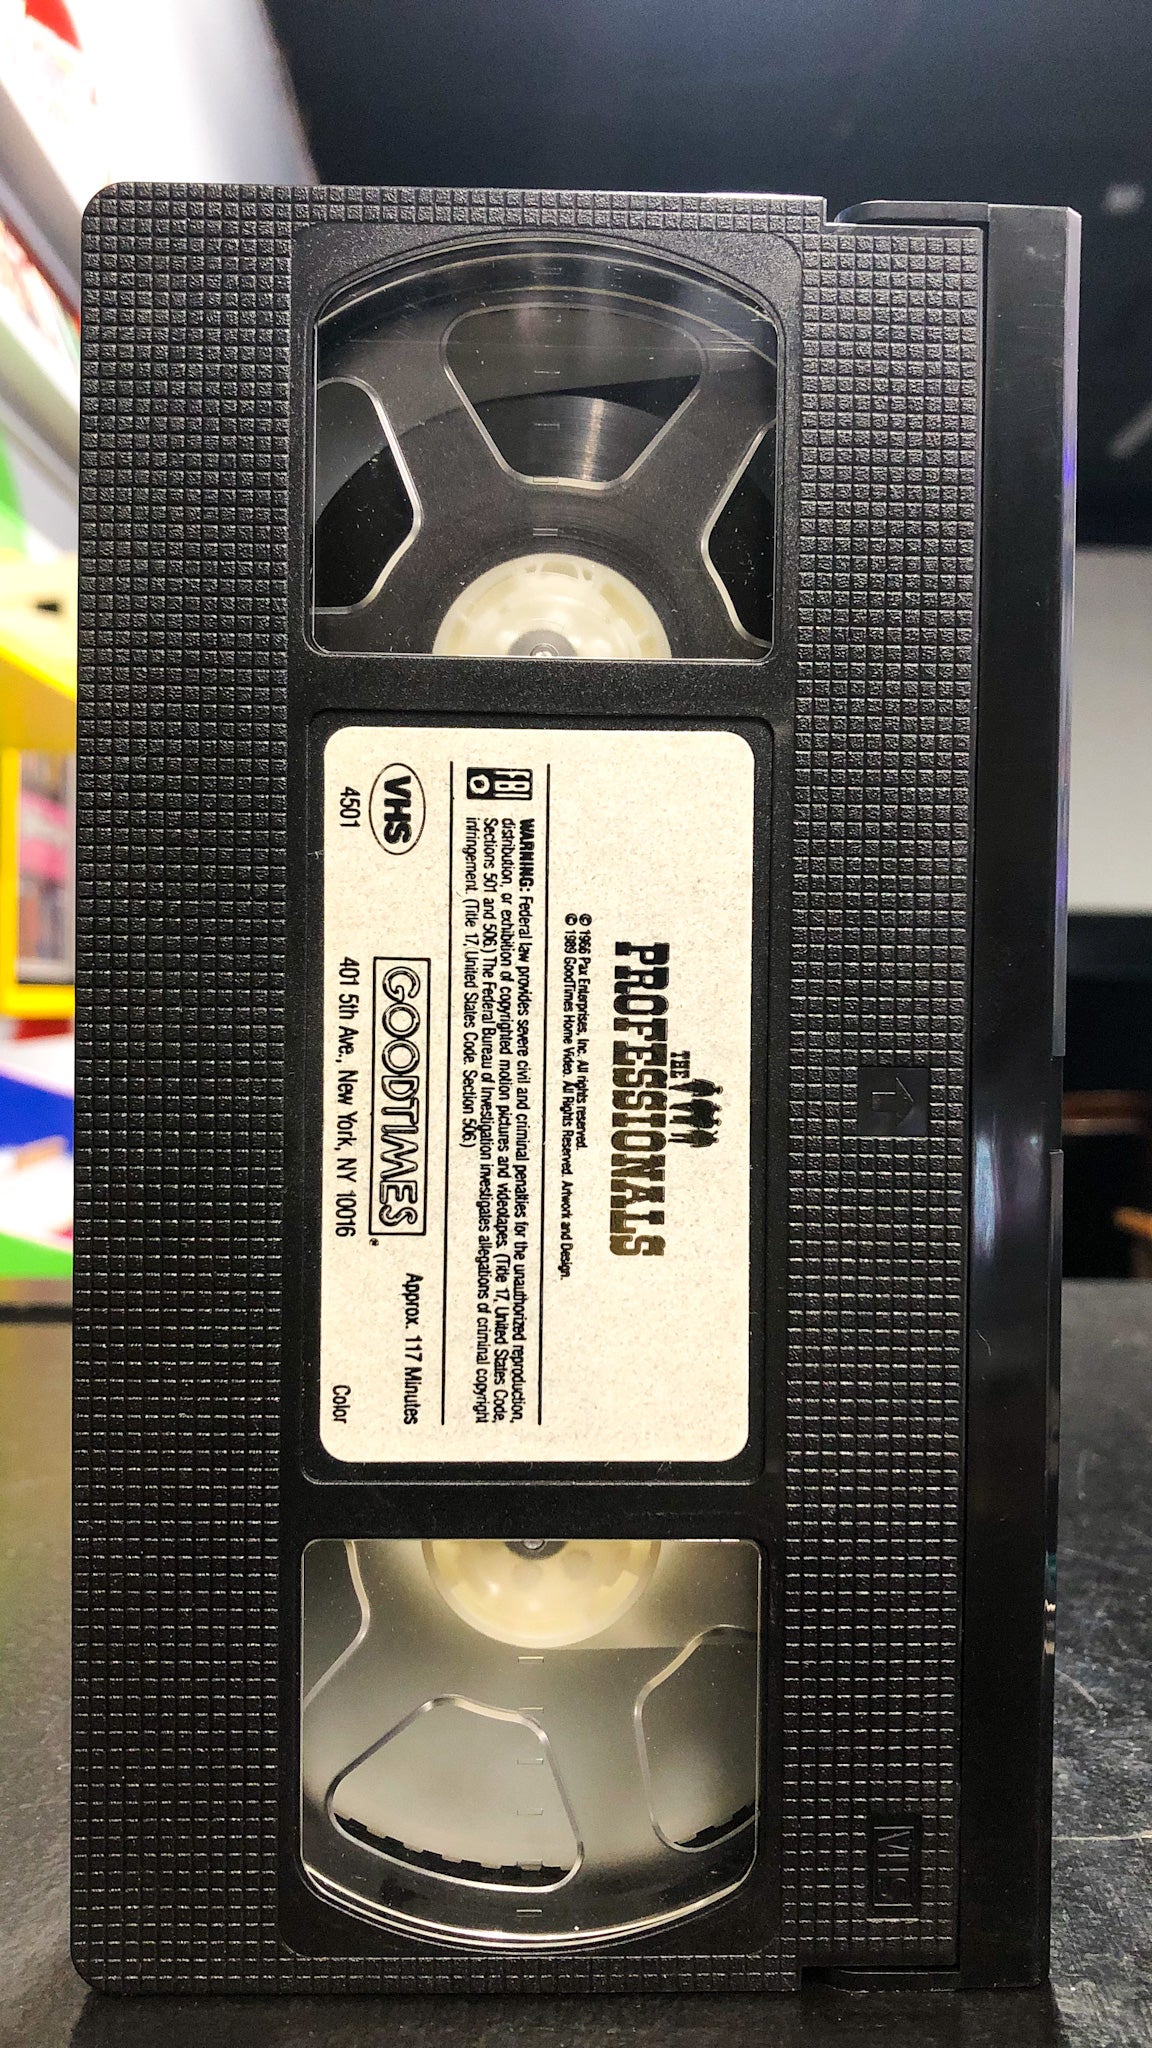 THE
PROFESSIONALS
© 1966 Pax Enterprises, Inc. All rights reserved.
© 1989 GoodTimes Home Video. All Rights Reserved. Artwork and Design.
FBI
WARNING: Federal law provides severe civil and criminal penalties for the unauthorized reproduction,
distribution, or exhibition of copyrighted motion pictures and videotapes. (Title 17, United States Code,
Sections 501 and 506.) The Federal Bureau of Investigation investigates allegations of criminal copyright
infringement. (Title 17, United States Code. Section 506.)
VHS
GOODTIMES®
Approx. 117 Minutes
4501
401 5th Ave., New York, NY 10016
Color
VHS